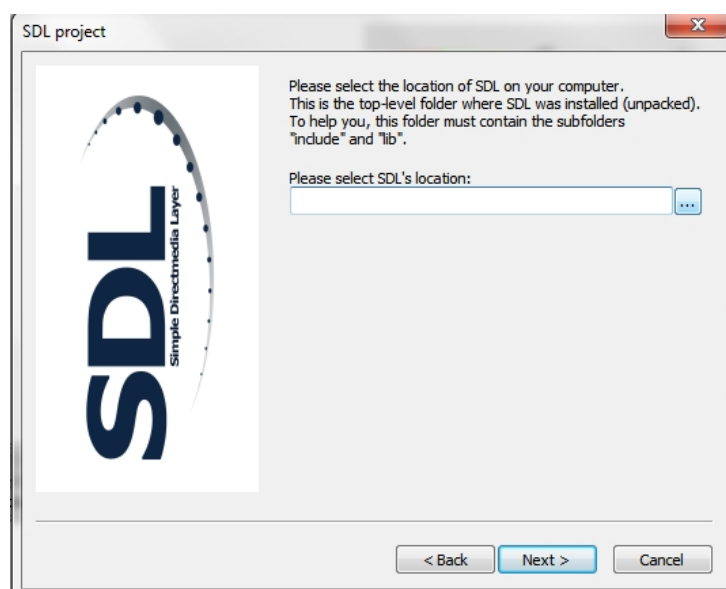 SDL project
Please select the location of SDL on your computer.
This is the top-level folder where SDL was installed (unpacked).
To help you, this folder must contain the subfolders
"include" and "lib".
Please select SDL's location:
...
SDL
Simple Directmedia Layer
< Back
Next >
Cancel